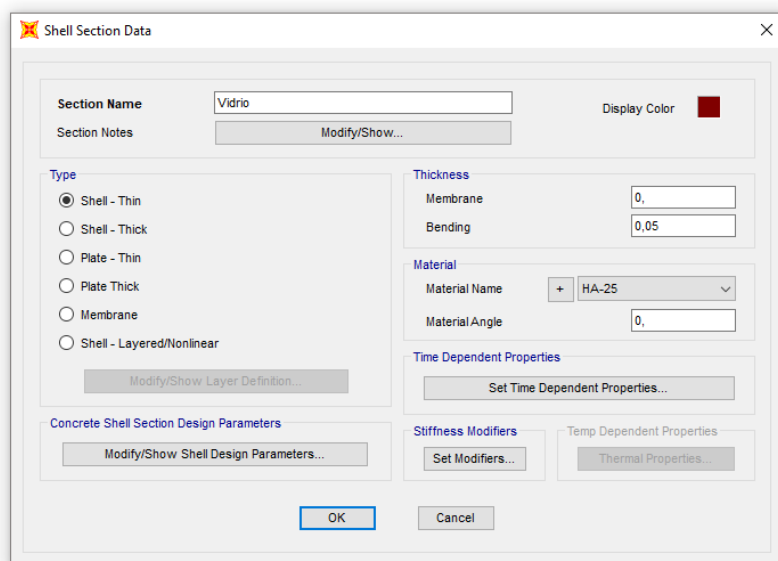 Shell Section Data
Section Name Vidrio Display Color
Section Notes Modify/Show...
Type
Shell - Thin
Shell - Thick
Plate - Thin
Plate Thick
Membrane
Shell - Layered/Nonlinear
Modify/Show Layer Definition...
Concrete Shell Section Design Parameters
Modify/Show Shell Design Parameters...
Thickness
Membrane 0,
Bending 0,05
Material
Material Name + HA-25
Material Angle 0,
Time Dependent Properties
Set Time Dependent Properties...
Stiffness Modifiers
Set Modifiers...
Temp Dependent Properties
Thermal Properties...
OK Cancel